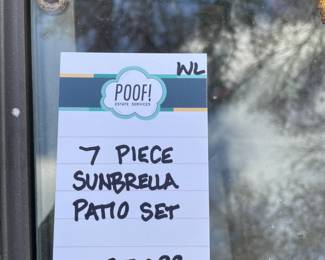 WL
POOF!
ESTATE SERVICES
7 PIECE
SUNBRELLA
PATIO SET